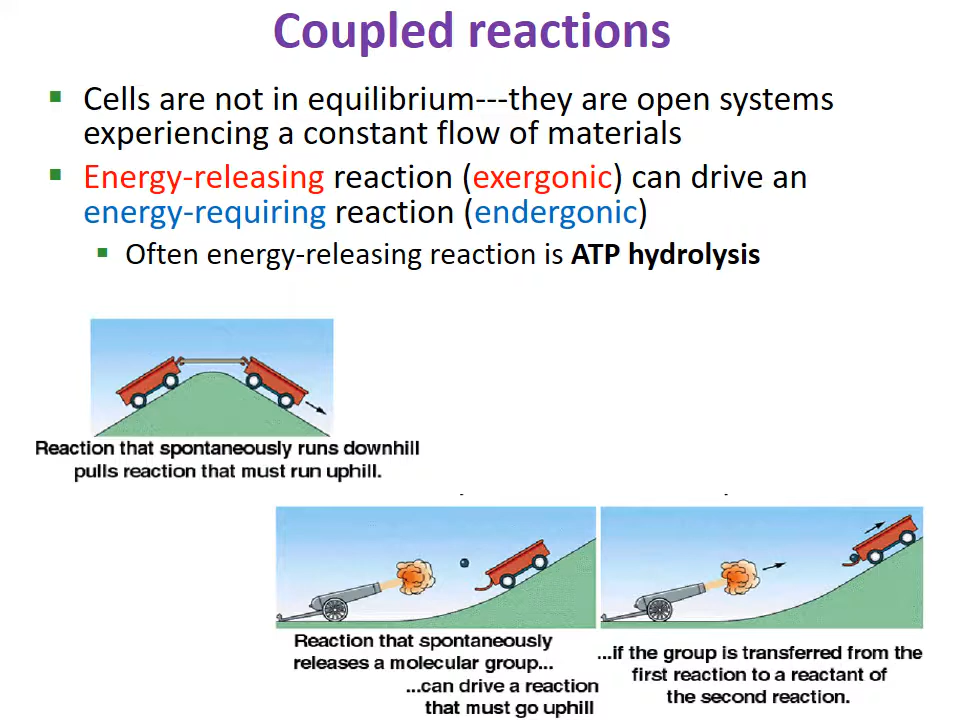 Coupled reactions
Cells are not in equilibrium---they are open systems
experiencing a constant flow of materials
Energy-releasing reaction (exergonic) can drive an
energy-requiring reaction (endergonic)
Often energy-releasing reaction is ATP hydrolysis
Reaction that spontaneously runs downhill
pulls reaction that must run uphill.
Reaction that spontaneously
releases a molecular group...
...can drive a reaction
that must go uphill
...if the group is transferred from the
first reaction to a reactant of
the second reaction.